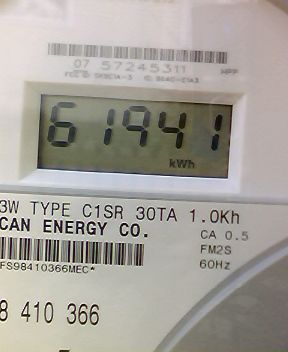 07 57245311
61941
kWh
3W TYPE C1SR 30TA 1.0Kh
CAN ENERGY CO.
CA 0.5
FM2S
FS98410366MEC*
60Hz
8 410 366